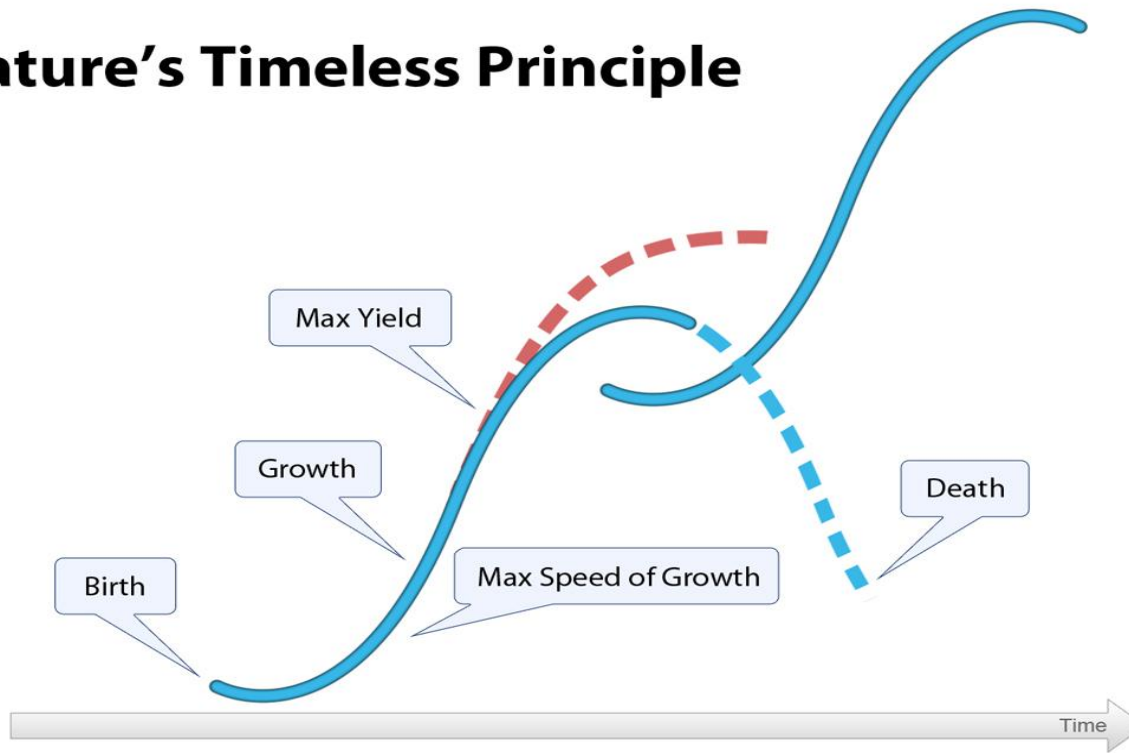 ature's Timeless Principle
Max Yield
Growth
Death
Max Speed of Growth
Birth
Time